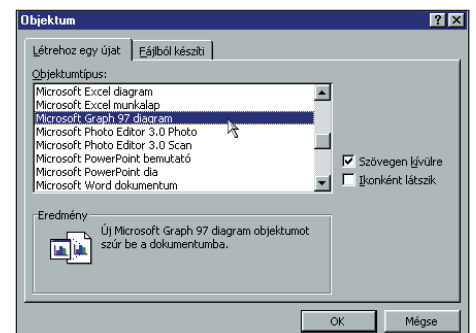 Objektum
Létrehoz egy újat
Fájlból készíti
Objektumtípus:
Microsoft Excel diagram
Microsoft Excel munkalap
Microsoft Graph 97 diagram
Microsoft Photo Editor 3.0 Photo
Microsoft Photo Editor 3.0 Scan
Microsoft PowerPoint bemutató
Microsoft PowerPoint dia
Microsoft Word dokumentum
Szövegen kívülre
Ikonként látszik
Eredmény
Új Microsoft Graph 97 diagram objektumot
szúr be a dokumentumba.
OK
Mégse